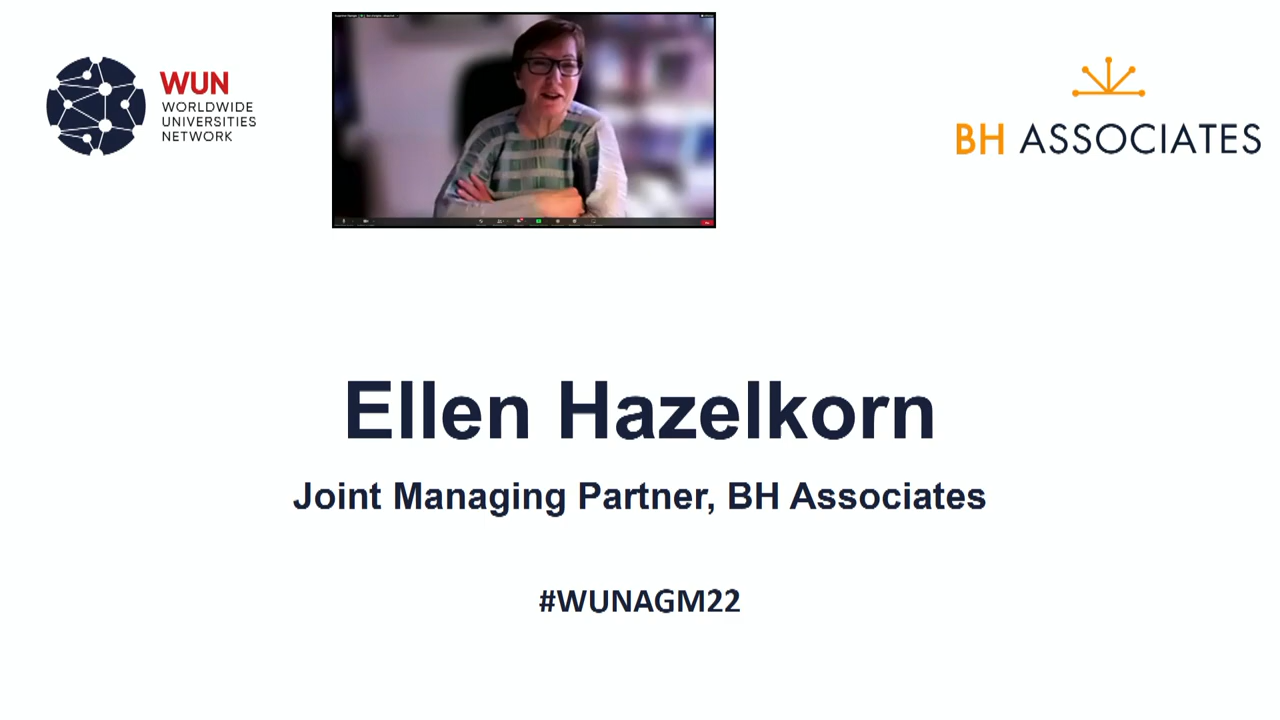 WUN
WORLDWIDE
UNIVERSITIES
NETWORK
BH ASSOCIATES
Ellen Hazelkorn
Joint Managing Partner, BH Associates
#WUNAGM22